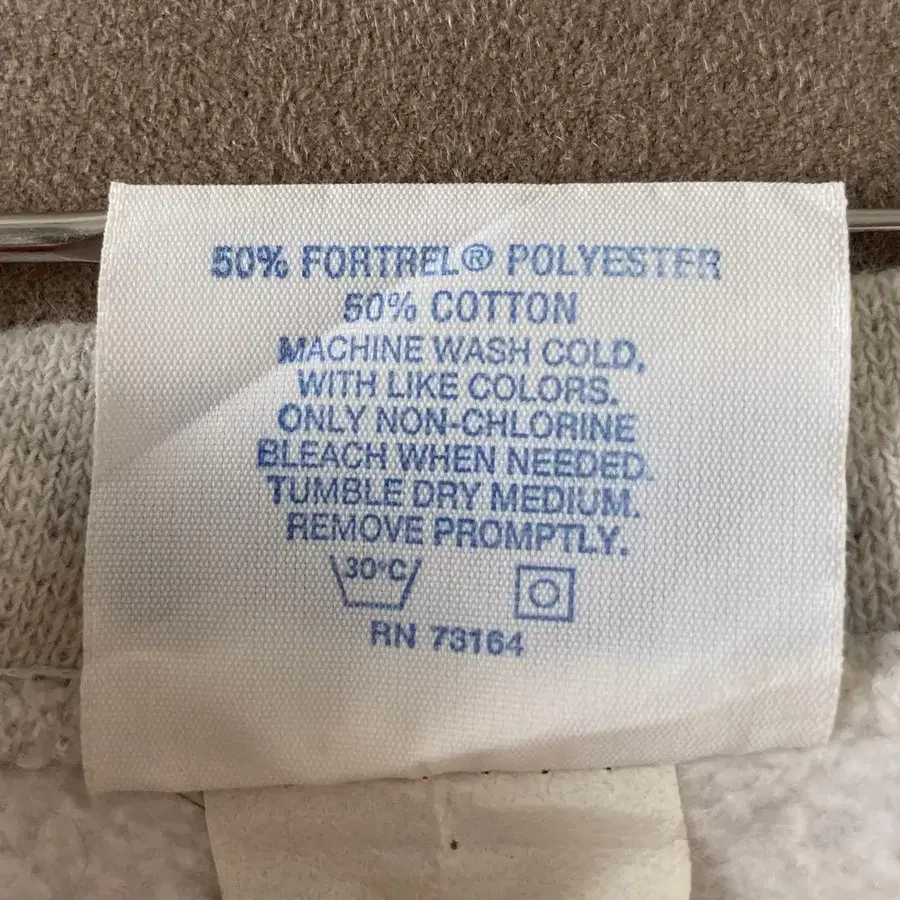 50% FORTREL® POLYESTER
50% COTTON
MACHINE WASH COLD,
WITH LIKE COLORS.
ONLY NON-CHLORINE
BLEACH WHEN NEEDED.
TUMBLE DRY MEDIUM.
REMOVE PROMPTLY.
30°C
RN 73164